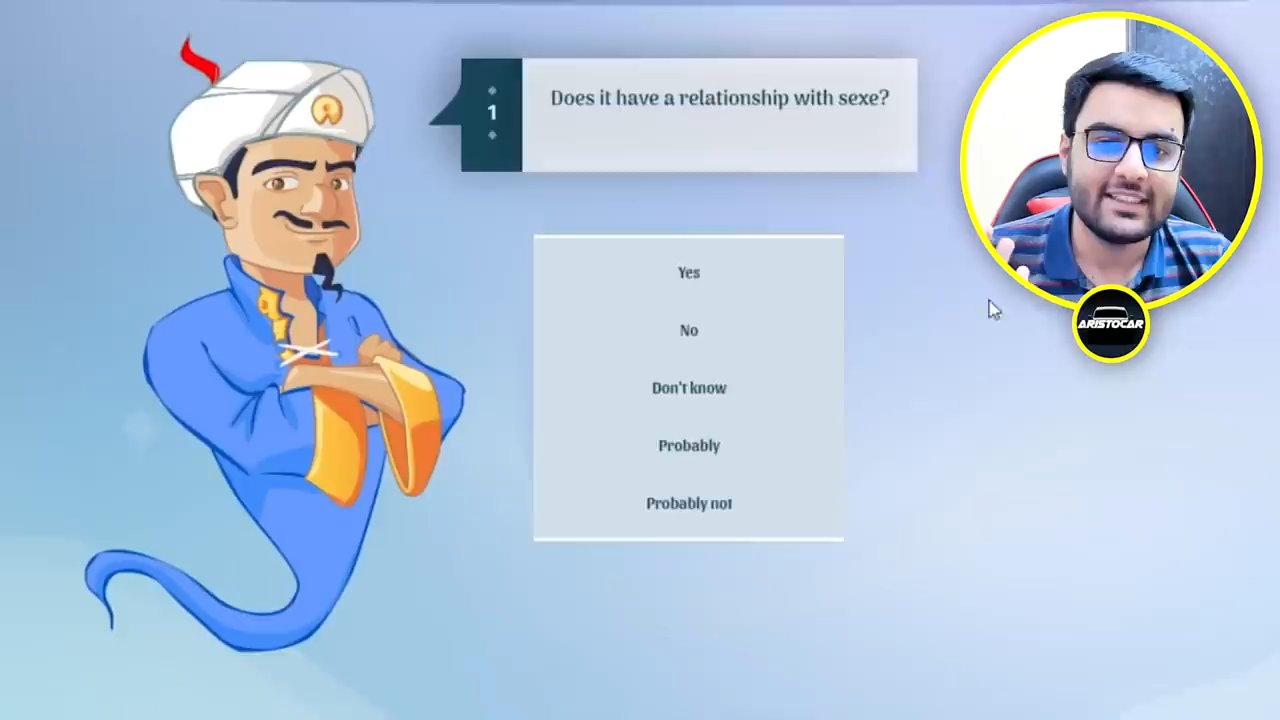 1
Does it have a relationship with sexe?
Yes
No
Don't know
Probably
Probably not
ARISTOCAR